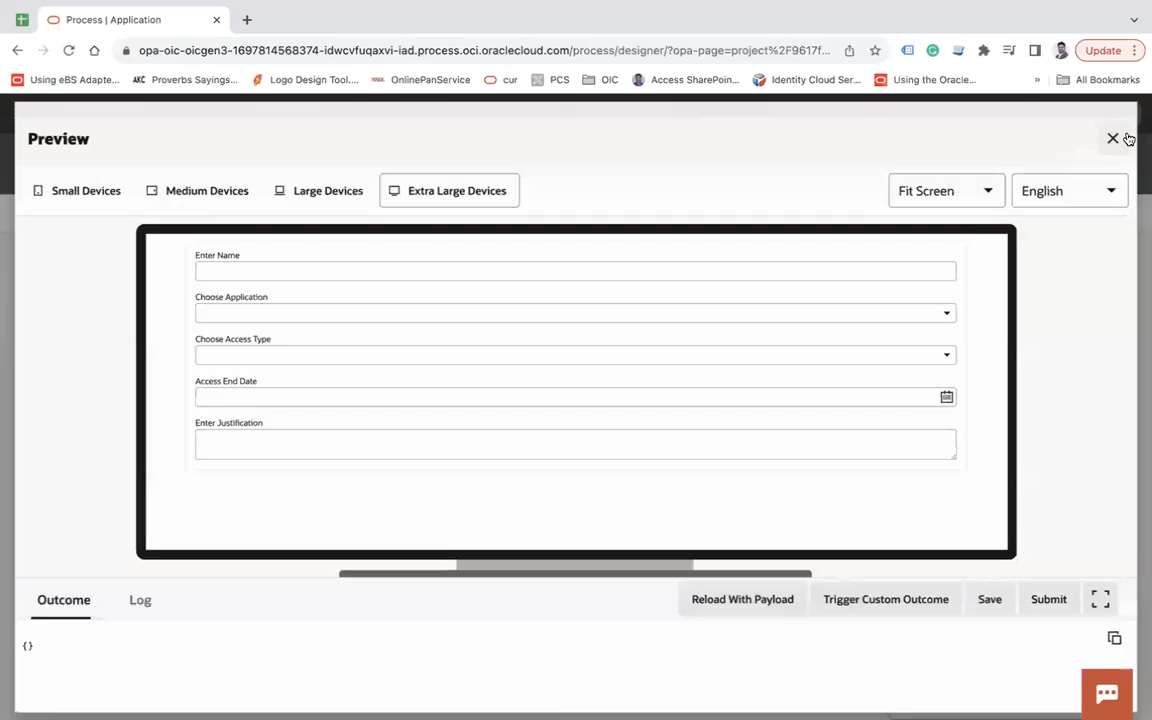 Process | Application
opa-oic-oicgen3-1697814568374-idwcvfuqaxvi-iad.process.oci.oraclecloud.com/process/designer/?opa-page=project%2F9617f...
Update
Using eBS Adapte...
AKC Proverbs Sayings...
Logo Design Tool....
OnlinePanService
cur
PCS
OIC
Access SharePoin...
Identity Cloud Ser...
Using the Oracle...
»
All Bookmarks
Preview
Small Devices
Medium Devices
Large Devices
Extra Large Devices
Fit Screen
English
Enter Name
Choose Application
Choose Access Type
Access End Date
Enter Justification
Outcome
Log
Reload With Payload
Trigger Custom Outcome
Save
Submit
{}